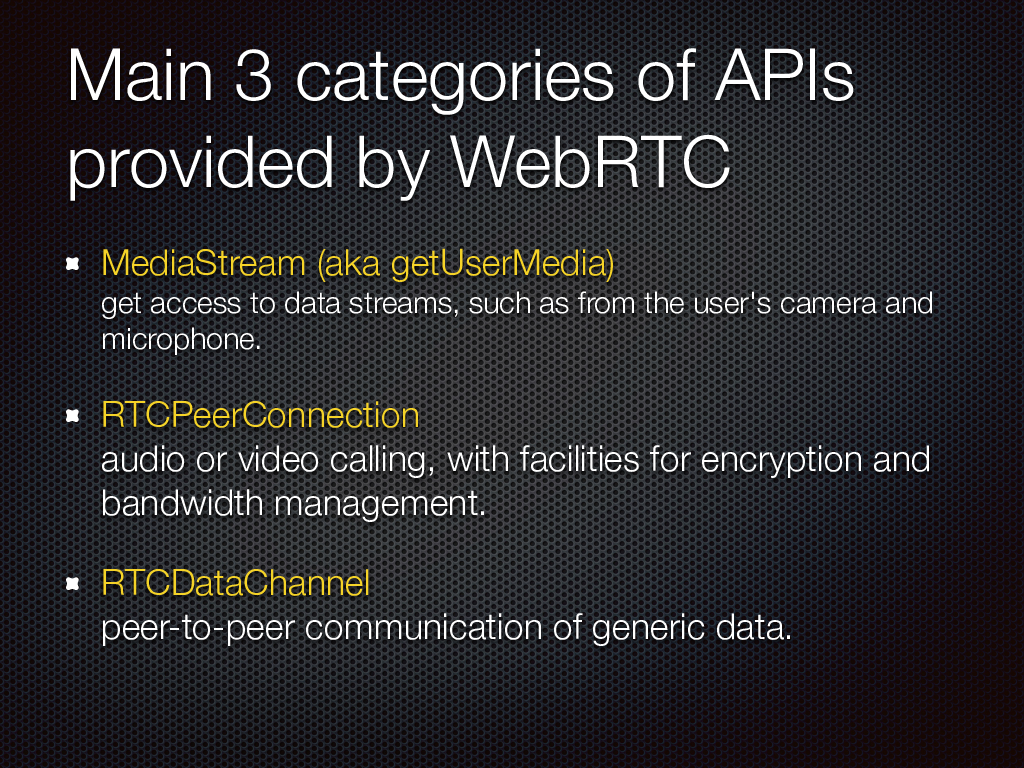 Main 3 categories of APIs
provided by WebRTC
MediaStream (aka getUserMedia)
get access to data streams, such as from the user's camera and
microphone.
RTCPeerConnection
audio or video calling, with facilities for encryption and
bandwidth management.
RTCDataChannel
peer-to-peer communication of generic data.